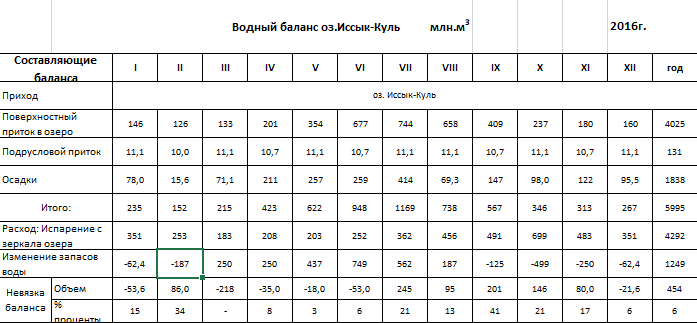 Водный баланс оз.Иссык-Куль млн.м³ 2016г.
Составляющие баланса I II III IV V VI VII VIII IX X XI XII год
Приход оз. Иссык-Куль
Поверхностный приток в озеро 146 126 133 201 354 677 744 658 409 237 180 160 4025
Подрусловой приток 11,1 10,0 11,1 10,7 11,1 10,7 11,1 11,1 10,7 11,1 10,7 11,1 131
Осадки 78,0 15,6 71,1 211 257 259 414 69,3 147 98,0 122 95,5 1838
Итого: 235 152 215 423 622 948 1169 738 567 346 313 267 5995
Расход: Испарение с зеркала озера 351 253 183 208 203 252 362 456 491 699 483 351 4292
Изменение запасов воды -62,4 -187 250 250 437 749 562 187 -125 -499 -250 -62,4 1249
Невязка баланса Объем -53,6 86,0 -218 -35,0 -18,0 -53,0 245 95 201 146 80,0 -21,6 454
% проценты 15 34 - 8 3 6 21 13 41 21 17 6 6